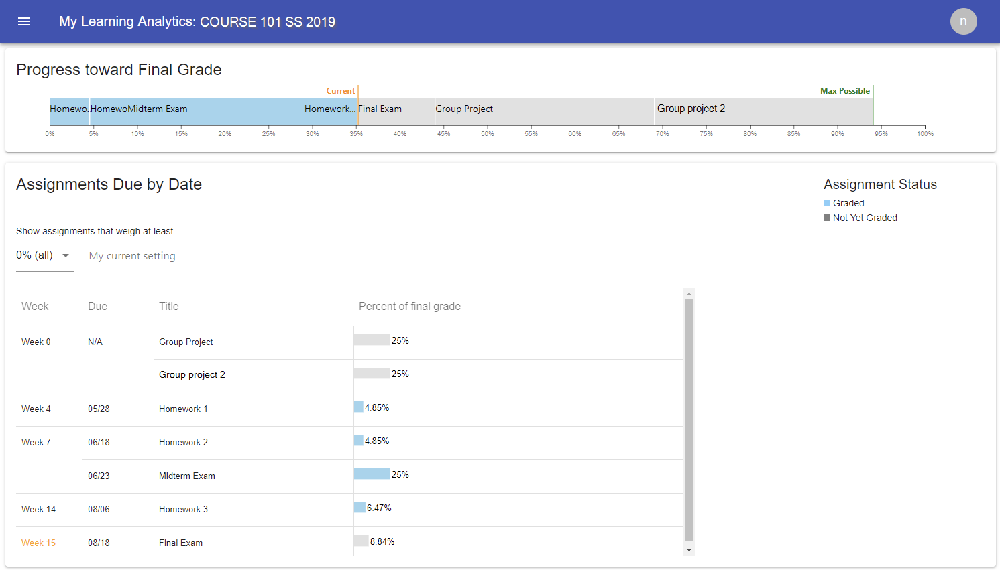 My Learning Analytics: COURSE 101 SS 2019
n
Progress toward Final Grade
Current
Max Possible
Homewo..
Homewo
Midterm Exam
Homework...
Final Exam
Group Project
Group project 2
0% 5% 10% 15% 20% 25% 30% 35% 40% 45% 50% 55% 60% 65% 70% 75% 80% 85% 90% 95% 100%
Assignments Due by Date
Assignment Status
Graded
Not Yet Graded
Show assignments that weigh at least
0% (all) My current setting
Week Due Title Percent of final grade
Week 0 N/A Group Project 25%
Group project 2 25%
Week 4 05/28 Homework 1 4.85%
Week 7 06/18 Homework 2 4.85%
06/23 Midterm Exam 25%
Week 14 08/06 Homework 3 6.47%
Week 15 08/18 Final Exam 8.84%